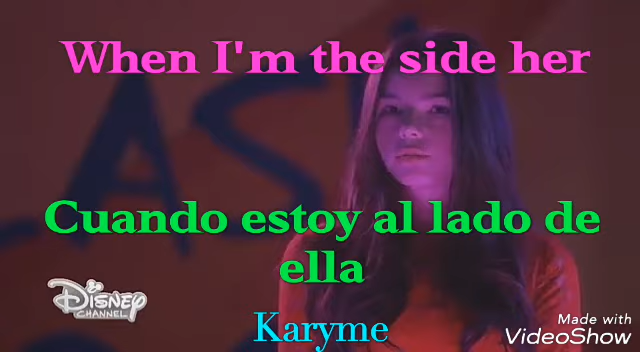 When I'm the side her
Cuando estoy al lado de
ella
DISNEY
CHANNEL
Karyme
Made with
VideoShow